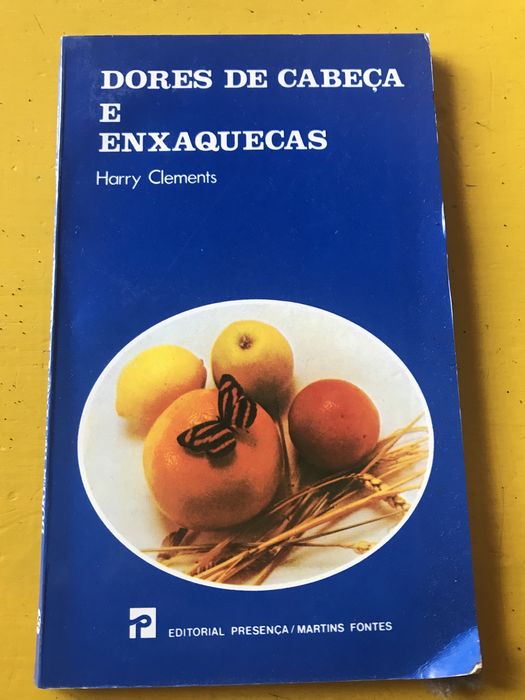 DORES DE CABEÇA
E
ENXAQUECAS
Harry Clements
EDITORIAL PRESENÇA/MARTINS FONTES